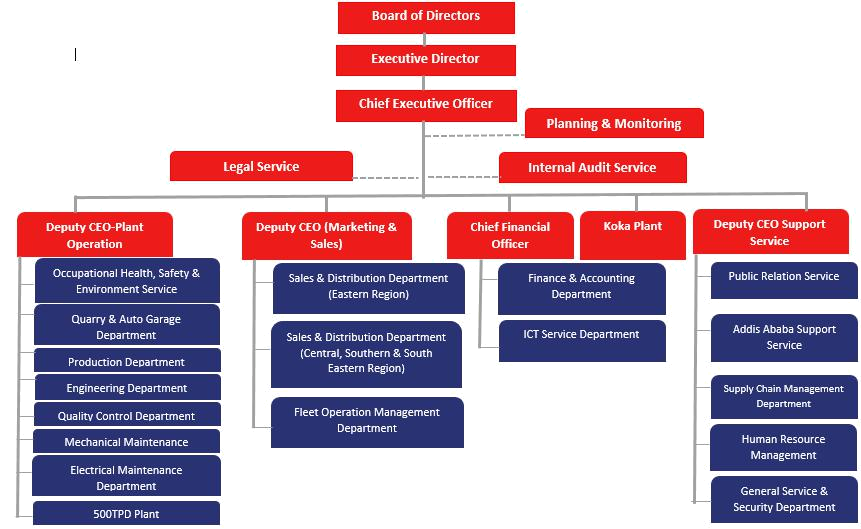 Board of Directors
Executive Director
Chief Executive Officer
Planning & Monitoring
Legal Service
Internal Audit Service
Deputy CEO-Plant
Operation
Occupational Health, Safety &
Environment Service
Quarry & Auto Garage
Department
Production Department
Engineering Department
Quality Control Department
Mechanical Maintenance
Electrical Maintenance
Department
500TPD Plant
Deputy CEO (Marketing &
Sales)
Sales & Distribution Department
(Eastern Region)
Sales & Distribution Department
(Central, Southern & South
Eastern Region)
Fleet Operation Management
Department
Chief Financial
Officer
Finance & Accounting
Department
ICT Service Department
Koka Plant
Deputy CEO Support
Service
Public Relation Service
Addis Ababa Support
Service
Supply Chain Management
Department
Human Resource
Management
General Service &
Security Department